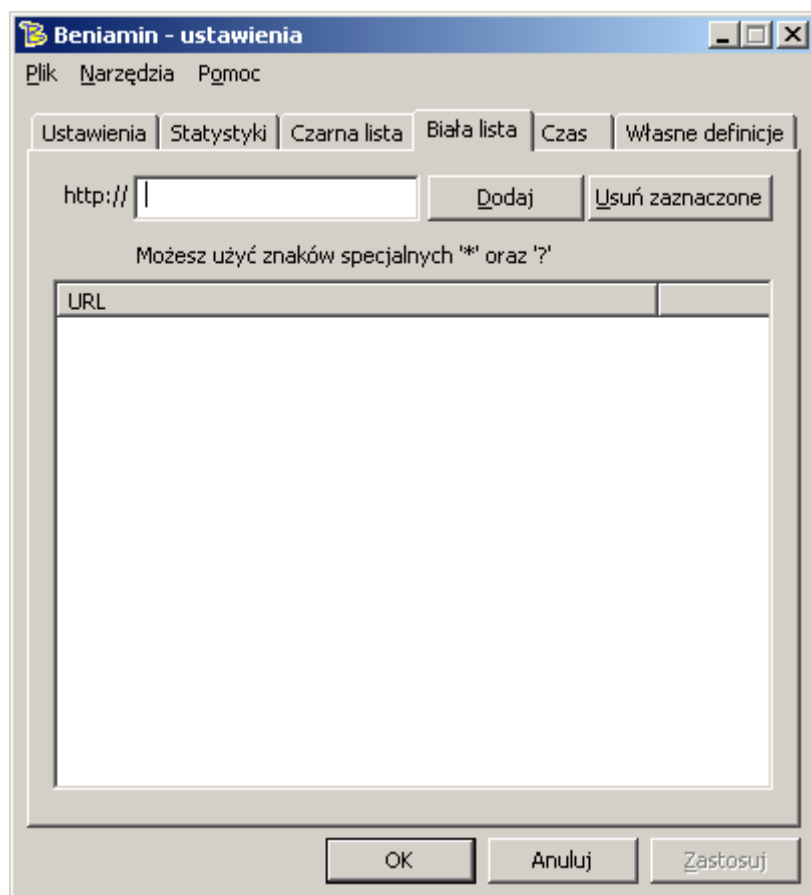 Beniamin - ustawienia
Plik Narzędzia Pomoc
Ustawienia Statystyki Czarna lista Biała lista Czas Własne definicje
http:// Dodaj Usuń zaznaczone
Możesz użyć znaków specjalnych '*' oraz '?'
URL
OK Anuluj Zastosuj